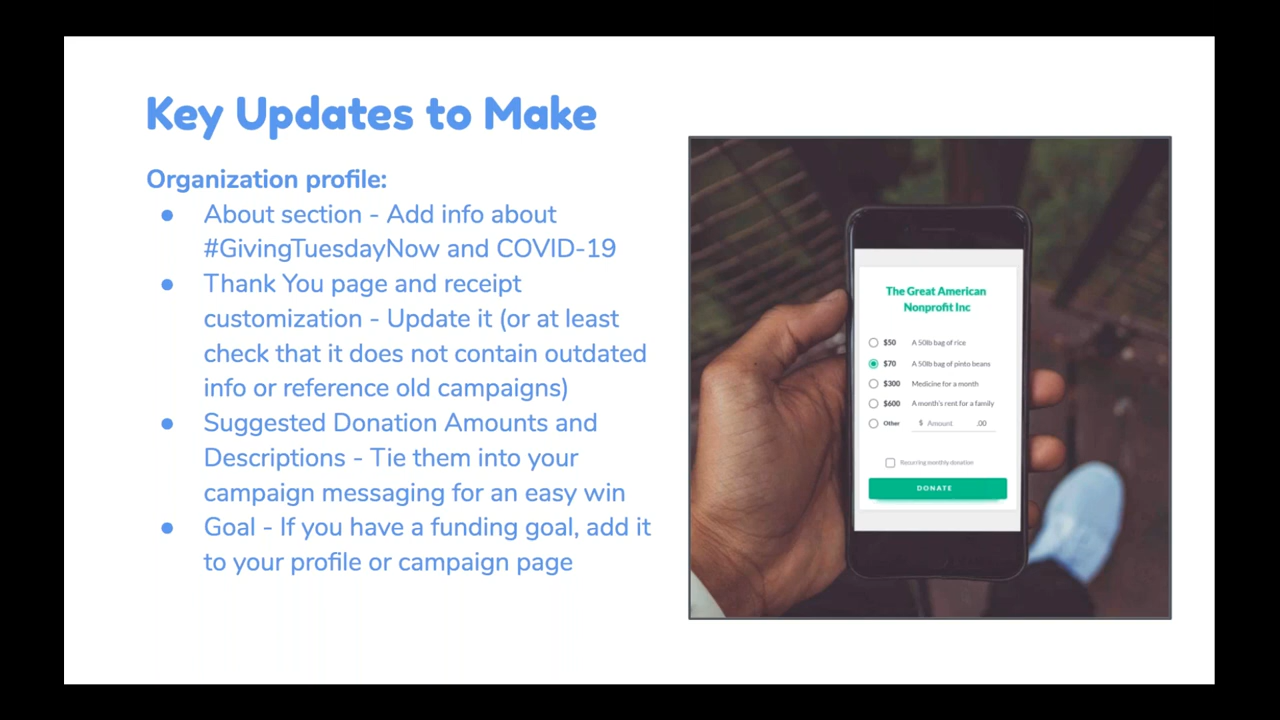 Key Updates to Make
Organization profile:
● About section - Add info about
#GivingTuesdayNow and COVID-19
● Thank You page and receipt
customization - Update it (or at least
check that it does not contain outdated
info or reference old campaigns)
● Suggested Donation Amounts and
Descriptions - Tie them into your
campaign messaging for an easy win
● Goal - If you have a funding goal, add it
to your profile or campaign page
The Great American
Nonprofit Inc
$50 A 50lb bag of rice
$70 A 50lb bag of pinto beans
$300 Medicine for a month
$600 A month's rent for a family
Other $ Amount .00
Recurring monthly donation
DONATE